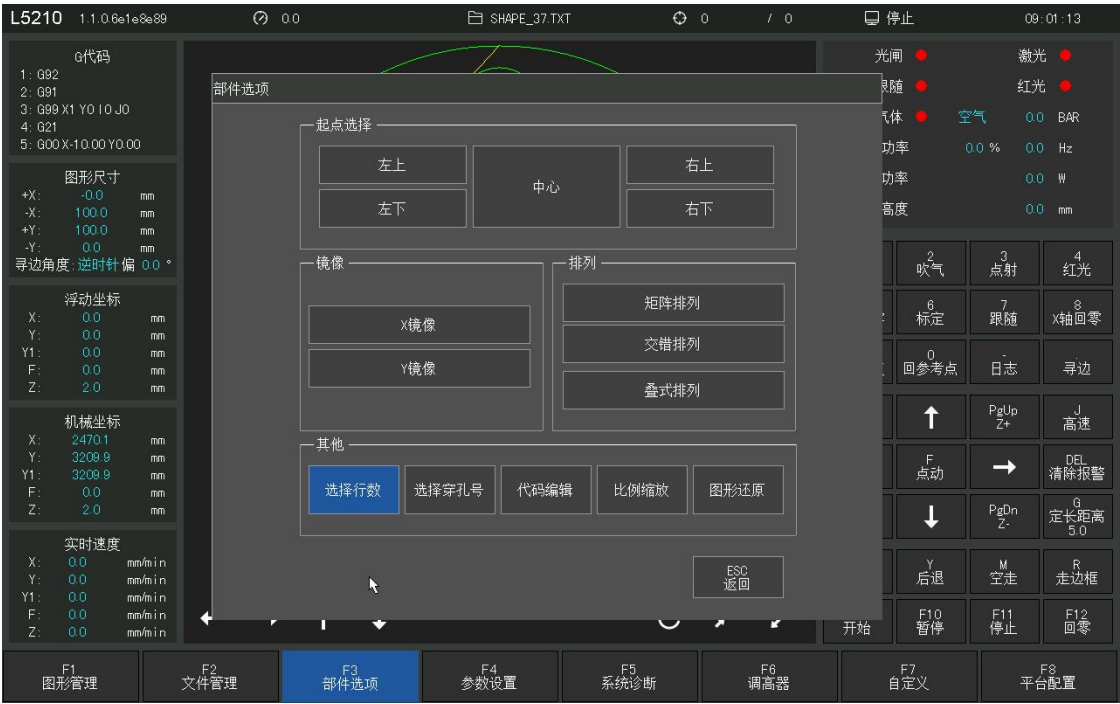 L5210 1.1.0.6e1e8e89 0.0 SHAPE_37.TXT 0 / 0 停止 09:01:13
G代码
1: G92
2: G91
3: G99 X1 Y0 I0 J0
4: G21
5: G00 X-10.00 Y0.00
图形尺寸
+X: -0.0 mm
-X: 100.0 mm
+Y: 100.0 mm
-Y: 0.0 mm
寻边角度: 逆时针偏 0.0 °
浮动坐标
X: 0.0 mm
Y: 0.0 mm
Y1: 0.0 mm
F: 0.0 mm
Z: 2.0 mm
机械坐标
X: 2470.1 mm
Y: 3209.9 mm
Y1: 3209.9 mm
F: 0.0 mm
Z: 2.0 mm
实时速度
X: 0.0 mm/min
Y: 0.0 mm/min
Y1: 0.0 mm/min
F: 0.0 mm/min
Z: 0.0 mm/min
部件选项
起点选择
左上 中心 右上
左下 右下
镜像
X镜像
Y镜像
排列
矩阵排列
交错排列
叠式排列
其他
选择行数 选择穿孔号 代码编辑 比例缩放 图形还原
ESC
返回
光闸 激光
随 红光
体 空气 0.0 BAR
功率 0.0 % 0.0 Hz
功率 0.0 W
高度 0.0 mm
2 3 4
吹气 点射 红光
6 7 8
标定 跟随 X轴回零
0 - .
回参考点 日志 寻边
PgUp J
Z+ 高速
F DEL
点动 清除报警
PgDn G
Z- 定长距离
5.0
Y M R
后退 空走 走边框
F10 F11 F12
开始 暂停 停止 回零
F1 F2 F3 F4 F5 F6 F7 F8
图形管理 文件管理 部件选项 参数设置 系统诊断 调高器 自定义 平台配置